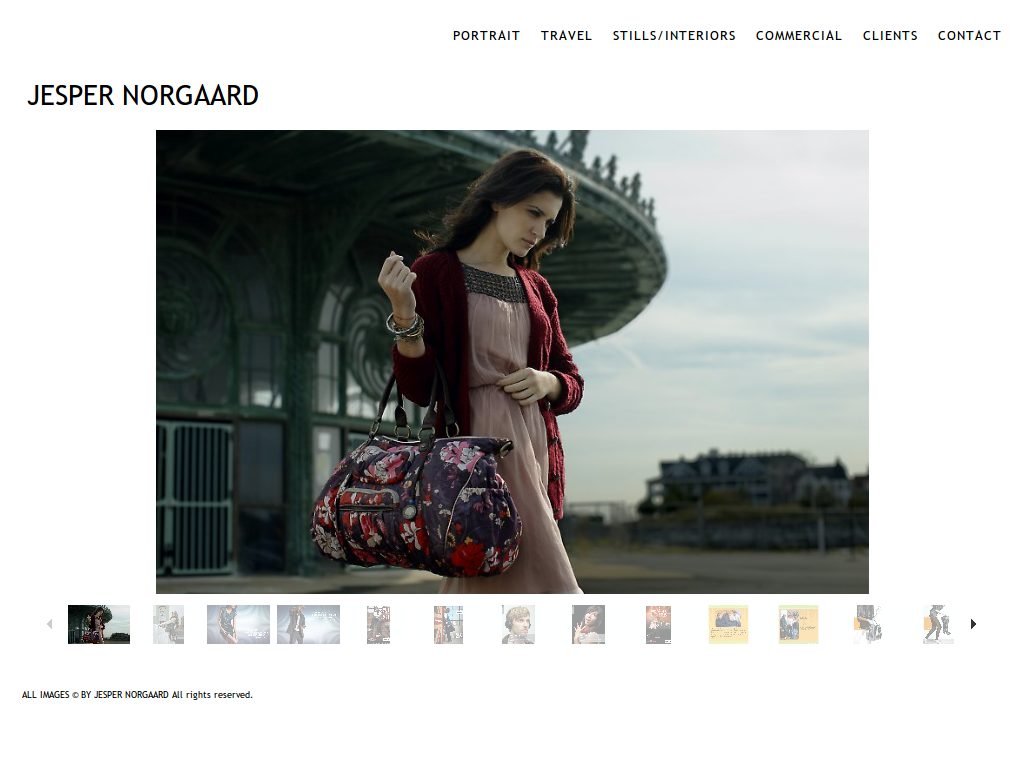 PORTRAIT TRAVEL STILLS/INTERIORS COMMERCIAL CLIENTS CONTACT
JESPER NORGAARD
ALL IMAGES © BY JESPER NORGAARD All rights reserved.